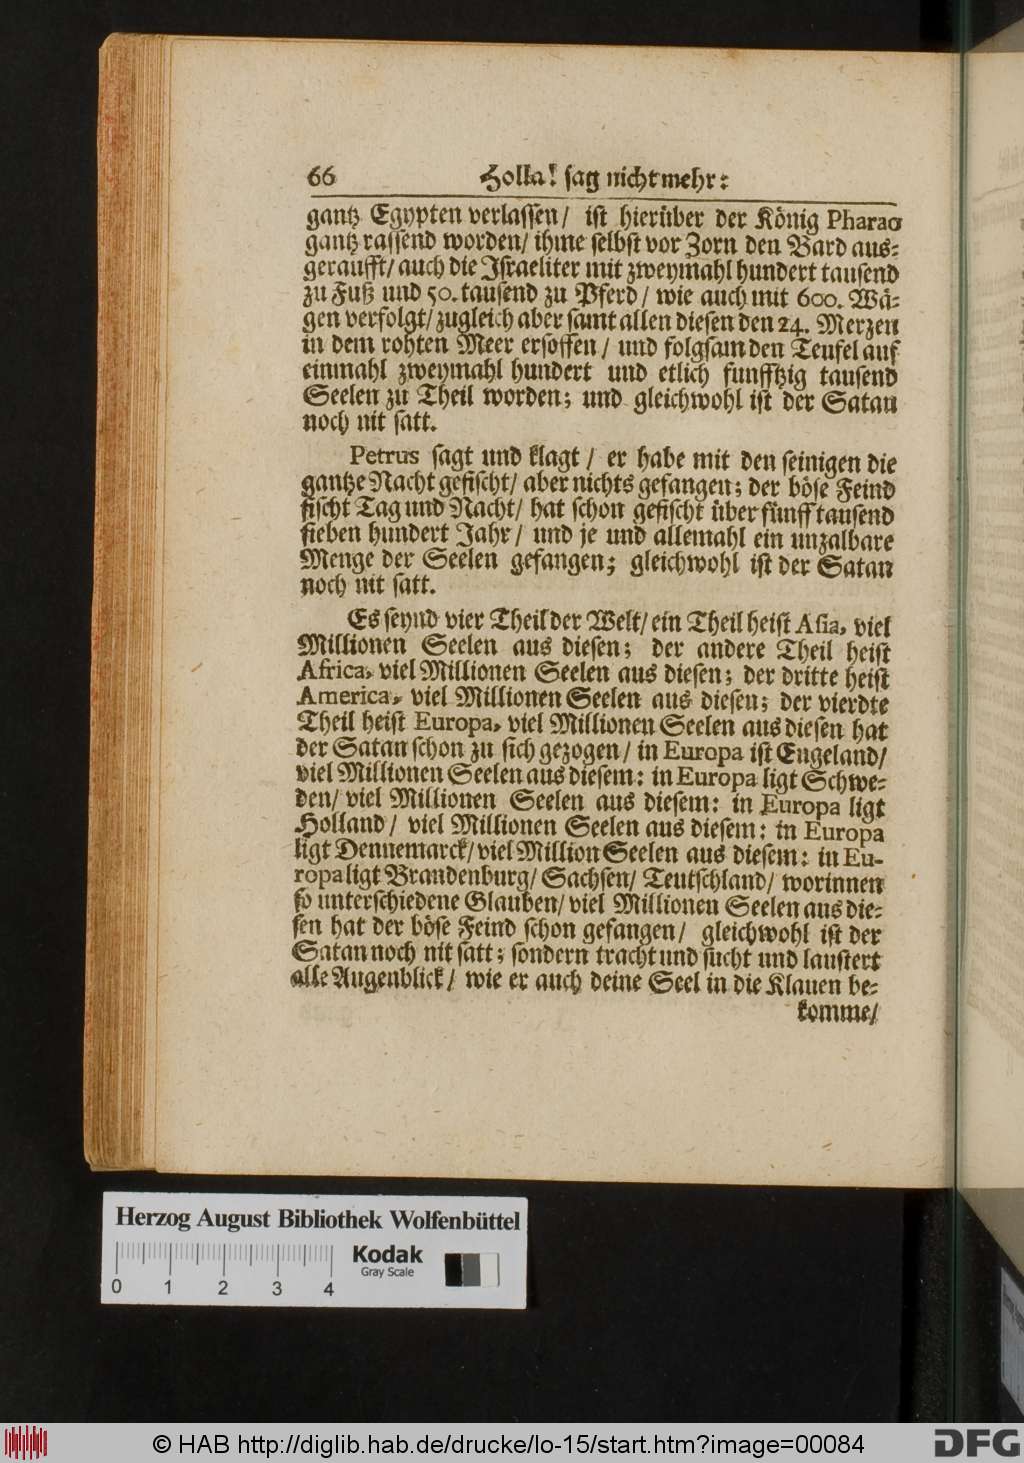 66 Holla! sag nicht mehr:
gantz Egypten verlassen/ ist hierüber der König Pharao
gantz rassend worden/ ihme selbst vor Zorn den Bard aus-
geraufft/ auch die Israeliter mit zweymahl hundert tausend
zu Fuß und 50. tausend zu Pferd/ wie auch mit 600. Wä-
gen verfolgt/ zugleich aber samt allen diesen den 24. Merzen
in dem rohten Meer ersoffen/ und folgsam den Teufel auf
einmahl zweymahl hundert und etlich funfftzig tausend
Seelen zu Theil worden; und gleichwohl ist der Satan
noch nit satt.
Petrus sagt und klagt/ er habe mit den seinigen die
gantze Nacht gefischt/ aber nichts gefangen; der böse Feind
fischt Tag und Nacht/ hat schon gefischt über fünff tausend
sieben hundert Jahr/ und je und allemahl ein unzalbare
Menge der Seelen gefangen; gleichwohl ist der Satan
noch nit satt.
Es seynd vier Theil der Welt/ ein Theil heist Asia, viel
Millionen Seelen aus diesen; der andere Theil heist
Africa, viel Millionen Seelen aus diesen; der dritte heist
America, viel Millionen Seelen aus diesen; der vierdte
Theil heist Europa, viel Millionen Seelen aus diesen hat
der Satan schon zu sich gezogen/ in Europa ist Engeland/
viel Millionen Seelen aus diesem: in Europa ligt Schwe-
den/ viel Millionen Seelen aus diesem: in Europa ligt
Holland/ viel Millionen Seelen aus diesem: in Europa
ligt Dennemarck/ viel Million Seelen aus diesem: in Eu-
ropa ligt Brandenburg/ Sachsen/ Teutschland/ worinnen
so unterschiedene Glauben/ viel Millionen Seelen aus die-
sen hat der böse Feind schon gefangen/ gleichwohl ist der
Satan noch nit satt; sondern tracht und sucht und laustert
alle Augenblick/ wie er auch deine Seel in die Klauen be-
komme/
Herzog August Bibliothek Wolfenbüttel
Kodak
Gray Scale
0 1 2 3 4
© HAB http://diglib.hab.de/drucke/lo-15/start.htm?image=00084
DFG